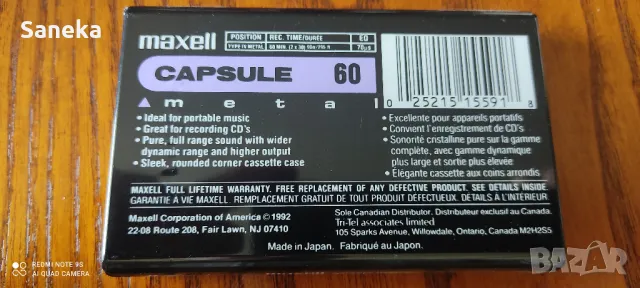 Saneka
maxell
POSITION REC. TIME/DURÉE EQ
TYPE IV METAL 60 MIN. (2 x 30) 70µs
CAPSULE 60
metal
0 25215 15591 8
• Ideal for portable music
• Great for recording CD's
• Pure, full range sound with wider
dynamic range and higher output
• Sleek, rounded corner cassette case
• Excellente pour appareils portatifs
• Convient l'enregistrement de CD's
• Sonorité cristalline pure sur la gamme
complète, avec gamme dynamique
plus large et sortie plus élevée
• Élégante cassette aux coins arrondis
MAXELL FULL LIFETIME WARRANTY. FREE REPLACEMENT OF ANY DEFECTIVE PRODUCT. SEE DETAILS INSIDE.
GARANTIE A VIE MAXELL. REMPLACEMENT GRATUIT DE TOUT PRODUIT DEFECTUEUX. DETAILS A L'INTERIEUR
Maxell Corporation of America ©1992
22-08 Route 208, Fair Lawn, NJ 07410
Sole Canadian Distributor. Distributeur exclusif au Canada.
Tri-Tel associates limited
105 Sparks Avenue, Willowdale, Ontario, Canada M2H2S5
Made in Japan. Fabriqué au Japon.
REDMI NOTE 9S
AI QUAD CAMERA
BAZAR